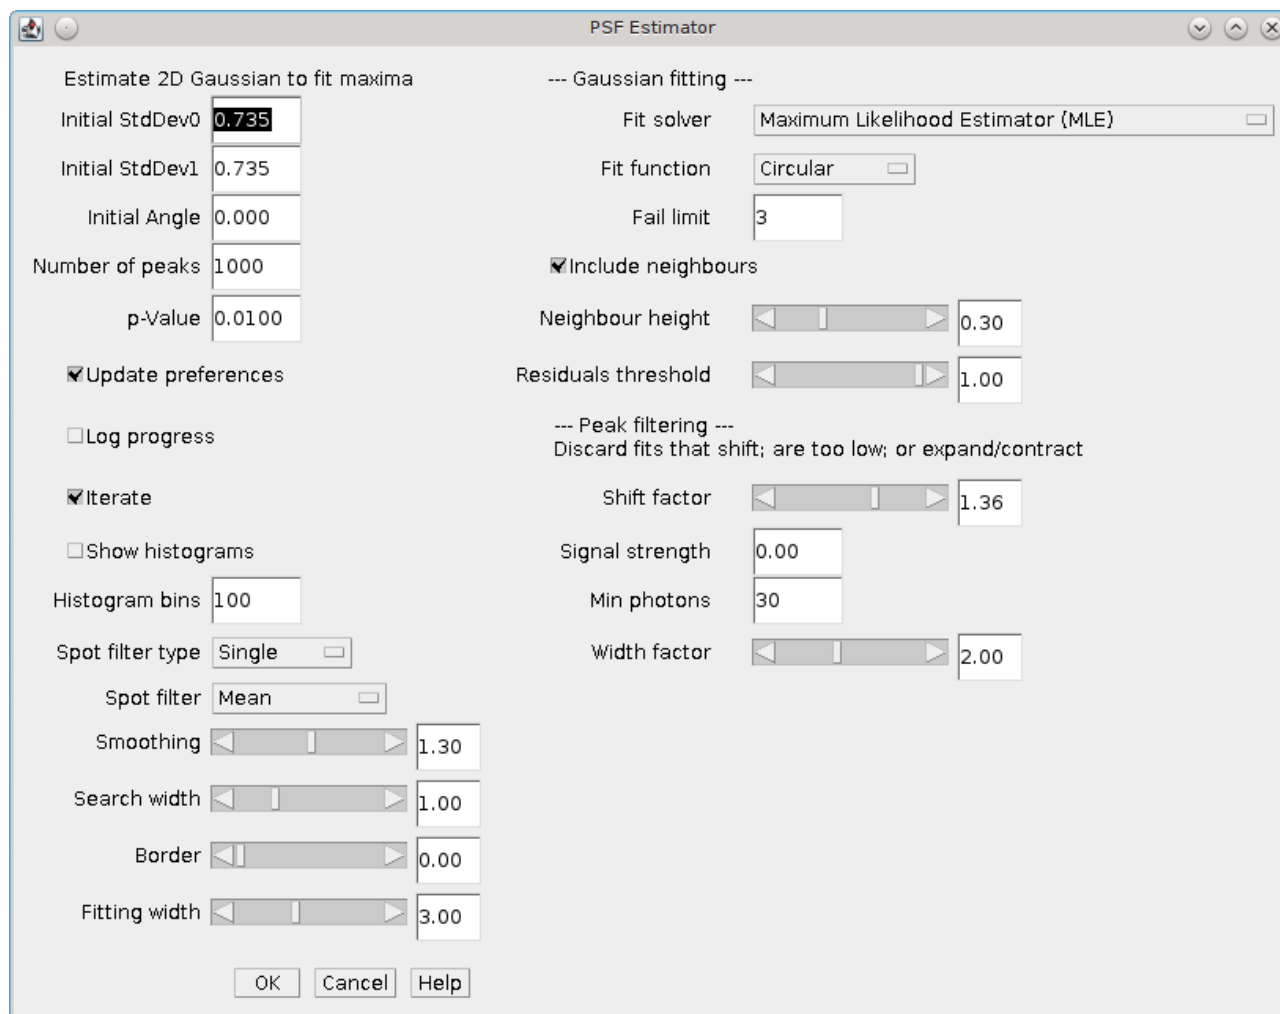 PSF Estimator
Estimate 2D Gaussian to fit maxima
Initial StdDev0 0.735
Initial StdDev1 0.735
Initial Angle 0.000
Number of peaks 1000
p-Value 0.0100
Update preferences
Log progress
Iterate
Show histograms
Histogram bins 100
Spot filter type Single
Spot filter Mean
Smoothing 1.30
Search width 1.00
Border 0.00
Fitting width 3.00
OK Cancel Help
--- Gaussian fitting ---
Fit solver Maximum Likelihood Estimator (MLE)
Fit function Circular
Fail limit 3
Include neighbours
Neighbour height 0.30
Residuals threshold 1.00
--- Peak filtering ---
Discard fits that shift; are too low; or expand/contract
Shift factor 1.36
Signal strength 0.00
Min photons 30
Width factor 2.00